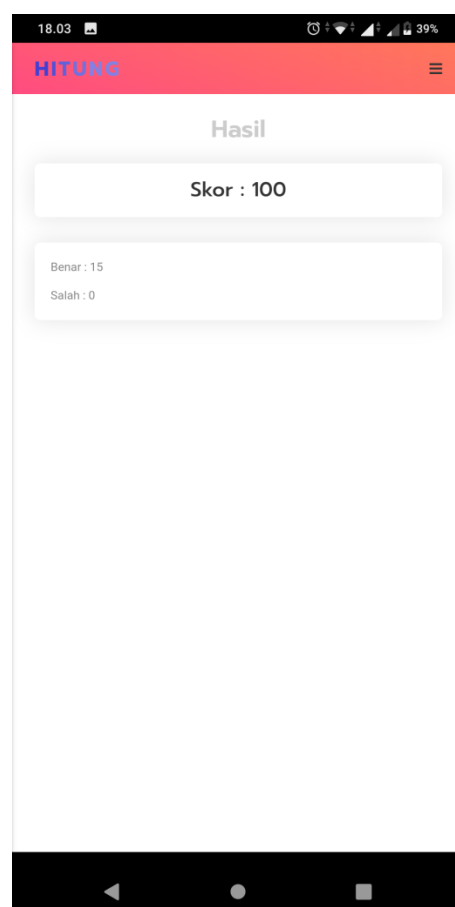 18.03 39%
HITUNG
Hasil
Skor : 100
Benar : 15
Salah : 0